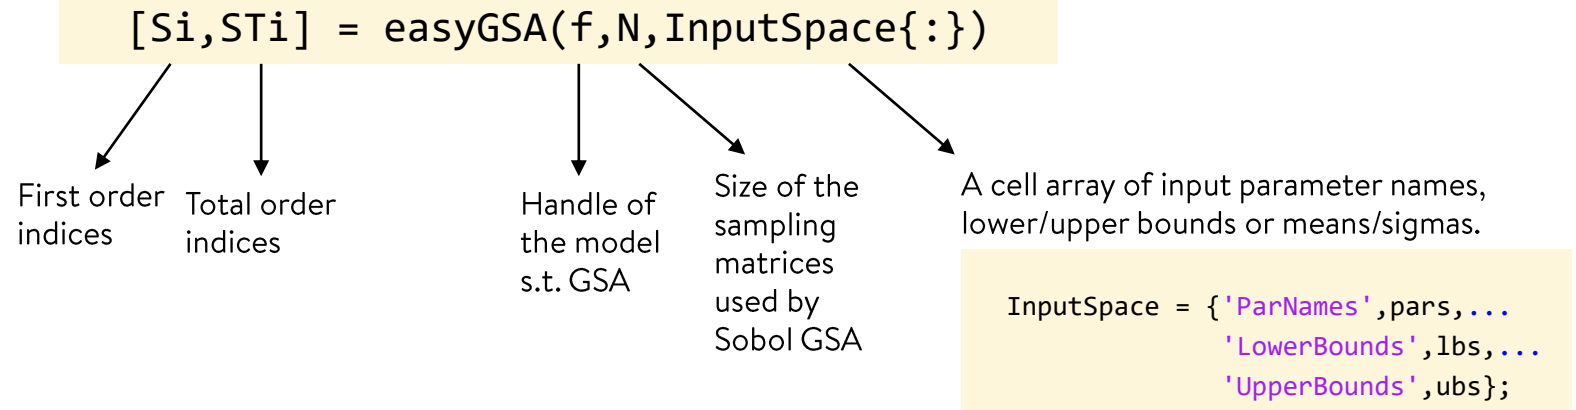 [Si,STi] = easyGSA(f,N,InputSpace{:})
First order
indices
Total order
indices
Handle of
the model
s.t. GSA
Size of the
sampling
matrices
used by
Sobol GSA
A cell array of input parameter names,
lower/upper bounds or means/sigmas.
InputSpace = {'ParNames',pars,...
'LowerBounds',lbs,...
'UpperBounds',ubs};